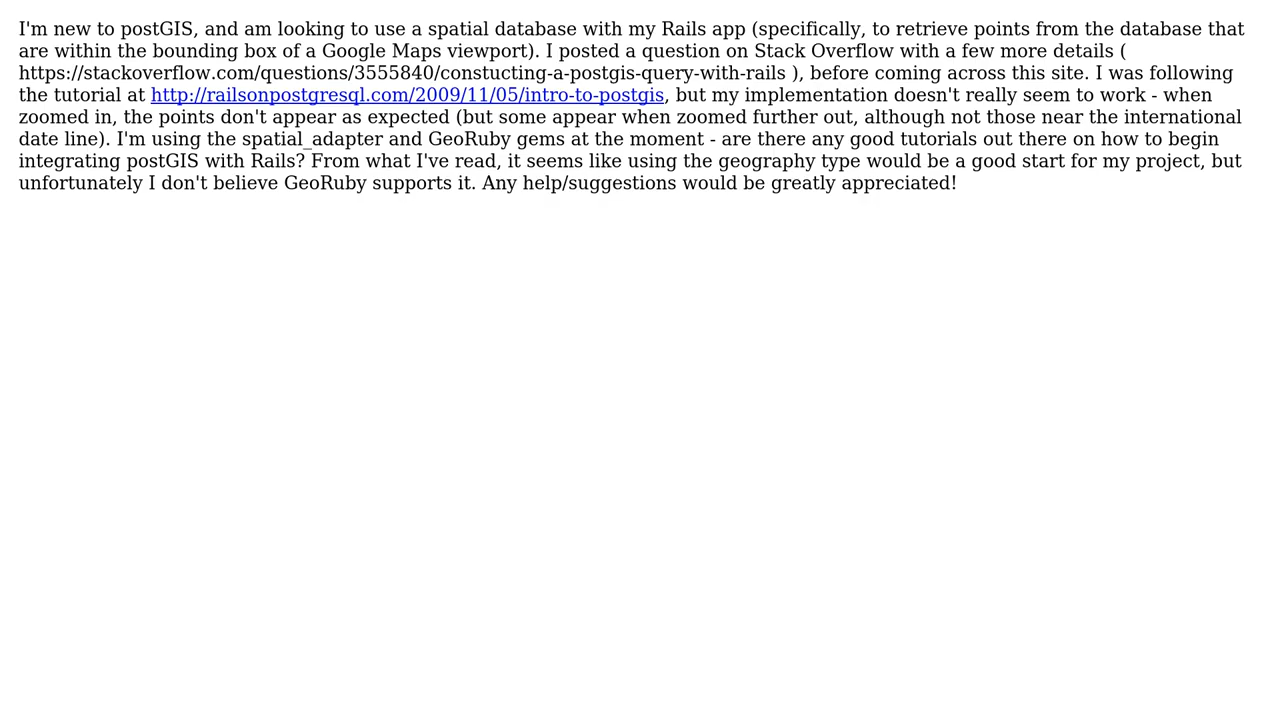 I'm new to postGIS, and am looking to use a spatial database with my Rails app (specifically, to retrieve points from the database that
are within the bounding box of a Google Maps viewport). I posted a question on Stack Overflow with a few more details (
https://stackoverflow.com/questions/3555840/constucting-a-postgis-query-with-rails ), before coming across this site. I was following
the tutorial at http://railsonpostgresql.com/2009/11/05/intro-to-postgis, but my implementation doesn't really seem to work - when
zoomed in, the points don't appear as expected (but some appear when zoomed further out, although not those near the international
date line). I'm using the spatial_adapter and GeoRuby gems at the moment - are there any good tutorials out there on how to begin
integrating postGIS with Rails? From what I've read, it seems like using the geography type would be a good start for my project, but
unfortunately I don't believe GeoRuby supports it. Any help/suggestions would be greatly appreciated!